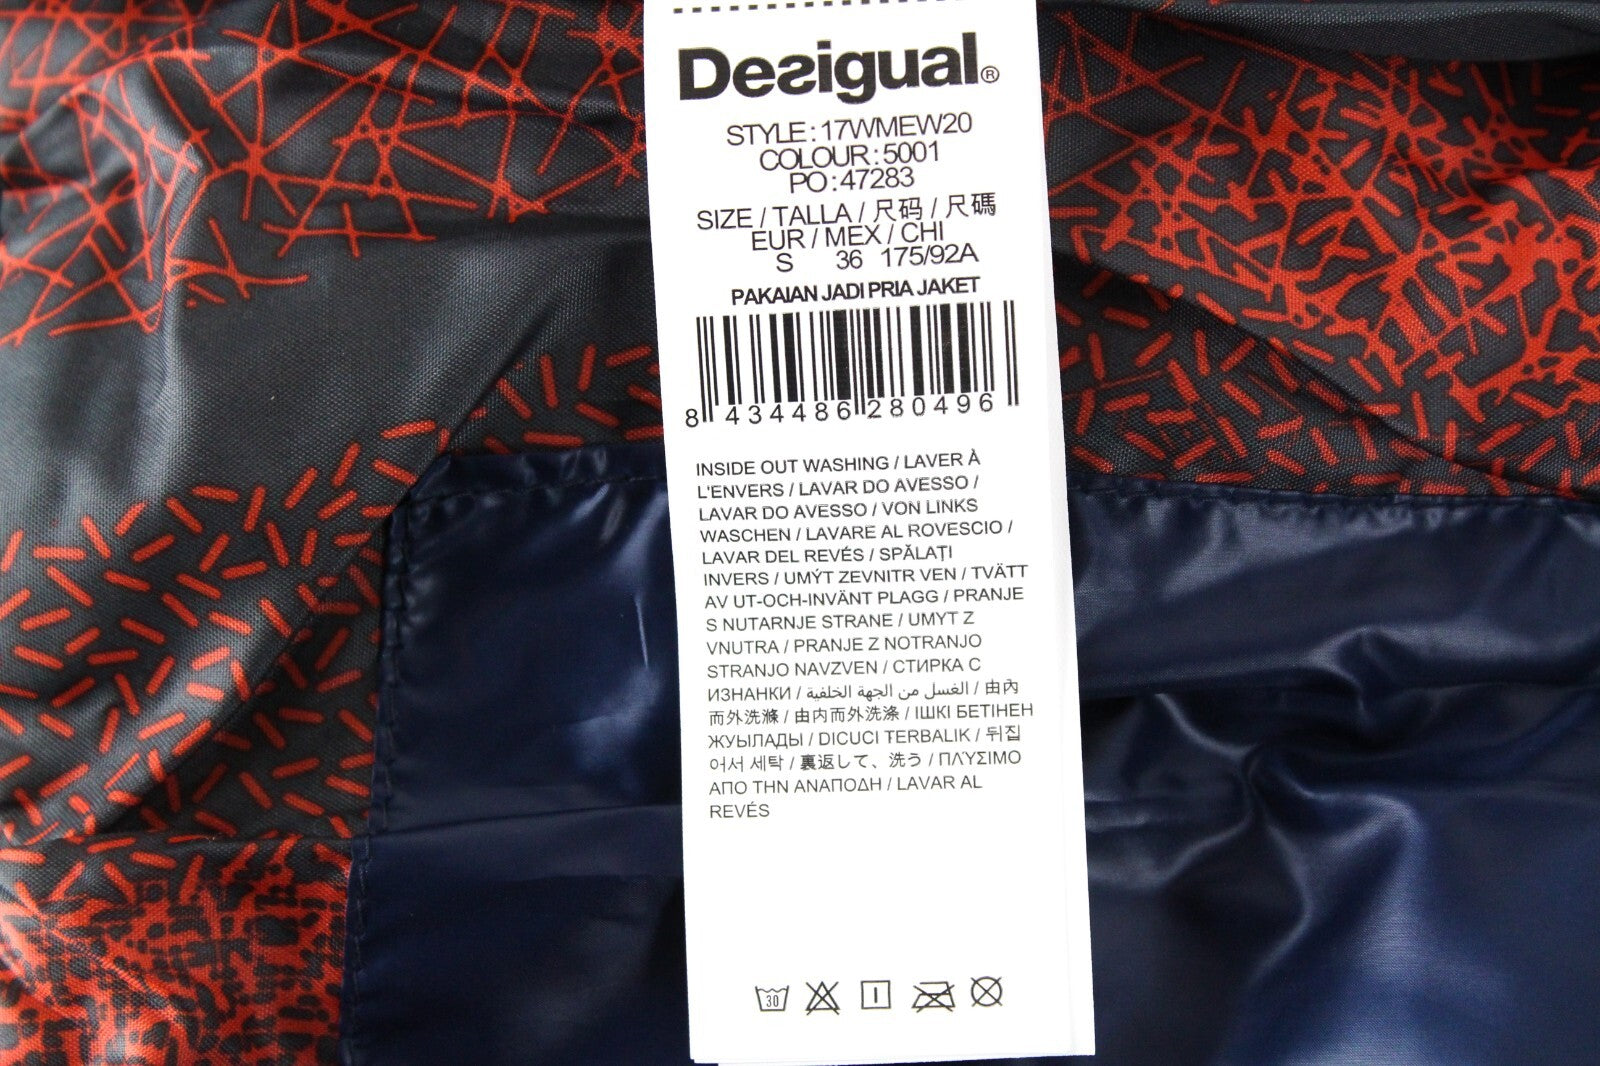 Desigual®
STYLE:17WMEW20
COLOUR:5001
PO:47283
SIZE / TALLA / 尺码 / 尺碼
EUR / MEX / CHI
S 36 175/92A
PAKAIAN JADI PRIA JAKET
8 434486 280496
INSIDE OUT WASHING / LAVER À
L'ENVERS / LAVAR DO AVESSO /
LAVAR DO AVESSO / VON LINKS
WASCHEN / LAVARE AL ROVESCIO /
LAVAR DEL REVÉS / SPĂLAȚI
INVERS / UMÝT ZEVNITR VEN / TVÄTT
AV UT-OCH-INVÄNT PLAGG / PRANJE
S NUTARNJE STRANE / UMYT Z
VNUTRA / PRANJE Z NOTRANJO
STRANJO NAVZVEN / СТИРКА С
ИЗНАНКИ / الغسل من الجهة الخلفية / 由內
而外洗滌 / 由内而外洗涤 / ІШКІ БЕТІНЕН
ЖУЫЛАДЫ / DICUCI TERBALIK / 뒤집
어서 세탁 / 裏返して、洗う / ΠΛΎΣΙΜΟ
ΑΠΟ ΤΗΝ ΑΝΑΠΟΔΗ / LAVAR AL
REVÉS
30